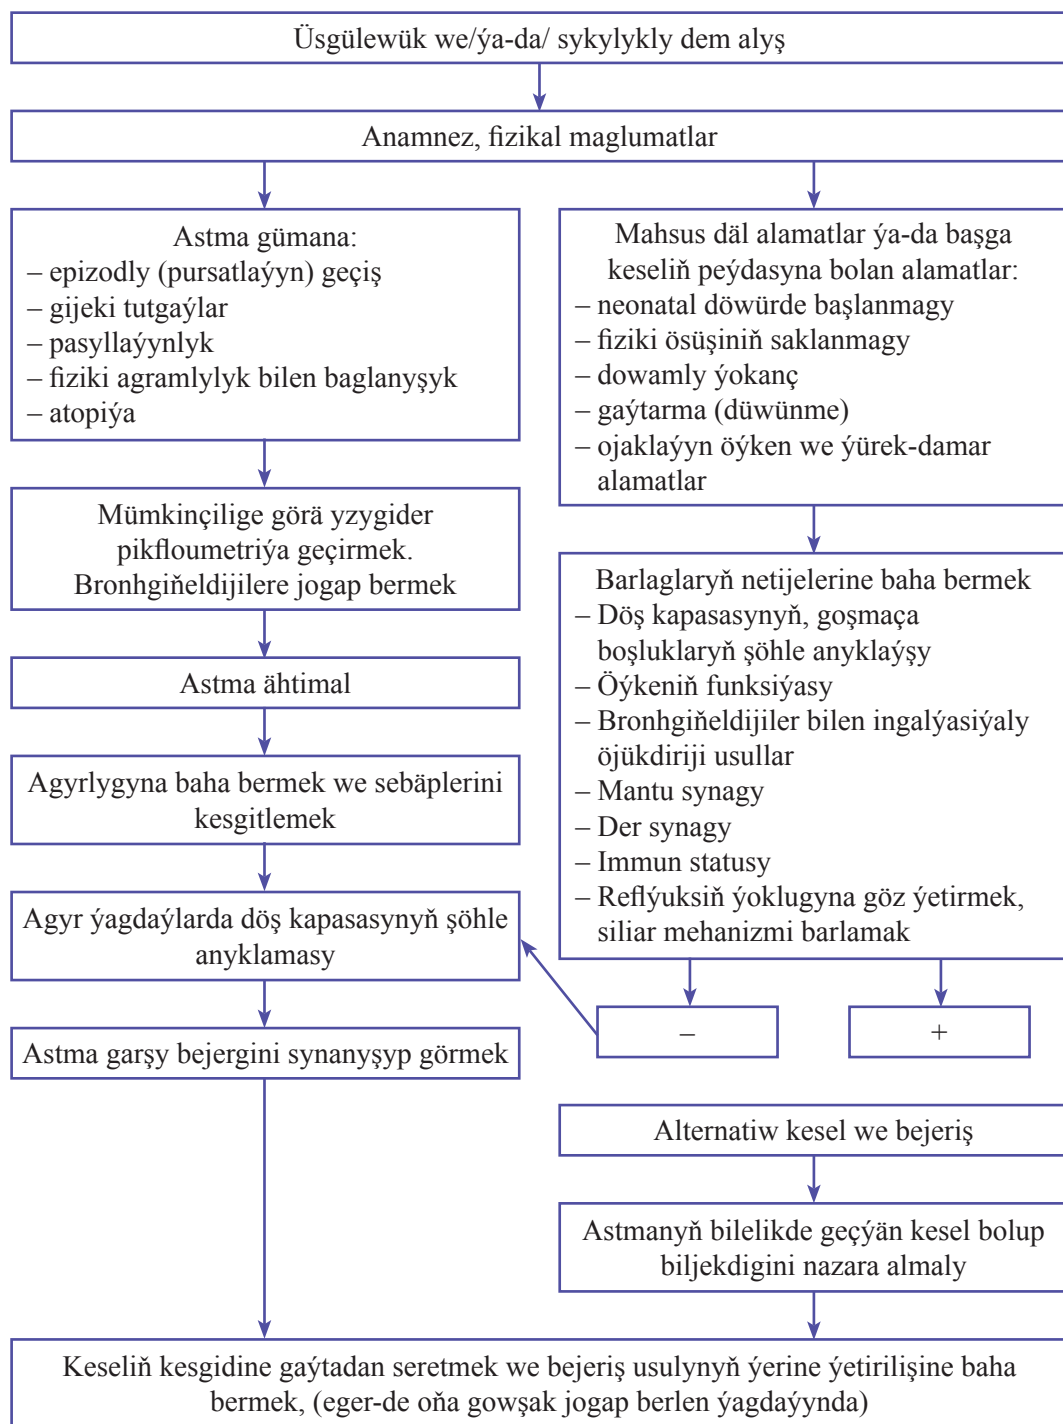 Üsgülewük we/ýa-da/ sykylykly dem alyş
Anamnez, fizikal maglumatlar
Astma gümana:
– epizodly (pursatlaýyn) geçiş
– gijeki tutgaýlar
– pasyllaýynlyk
– fiziki agramlylyk bilen baglanyşyk
– atopiýa
Mümkinçilige görä yzygider
pikfloumetriýa geçirmek.
Bronhgiňeldijilere jogap bermek
Astma ähtimal
Agyrlygyna baha bermek we sebäplerini
kesgitlemek
Agyr ýagdaýlarda döş kapasasynyň şöhle
anyklamasy
Astma garşy bejergini synanyşyp görmek
Mahsus däl alamatlar ýa-da başga
keseliň peýdasyna bolan alamatlar:
– neonatal döwürde başlanmagy
– fiziki ösüşiniň saklanmagy
– dowamly ýokanç
– gaýtarma (düwünme)
– ojaklaýyn öýken we ýürek-damar
alamatlar
Barlaglaryň netijelerine baha bermek
– Döş kapasasynyň, goşmaça
boşluklaryň şöhle anyklaýşy
– Öýkeniň funksiýasy
– Bronhgiňeldijiler bilen ingalýasiýaly
öjükdiriji usullar
– Mantu synagy
– Der synagy
– Immun statusy
– Reflýuksiň ýoklugyna göz ýetirmek,
siliar mehanizmi barlamak
–
+
Alternatiw kesel we bejeriş
Astmanyň bilelikde geçýän kesel bolup
biljekdigini nazara almaly
Keseliň kesgidine gaýtadan seretmek we bejeriş usulynyň ýerine ýetirilişine baha
bermek, (eger-de oňa gowşak jogap berlen ýagdaýynda)